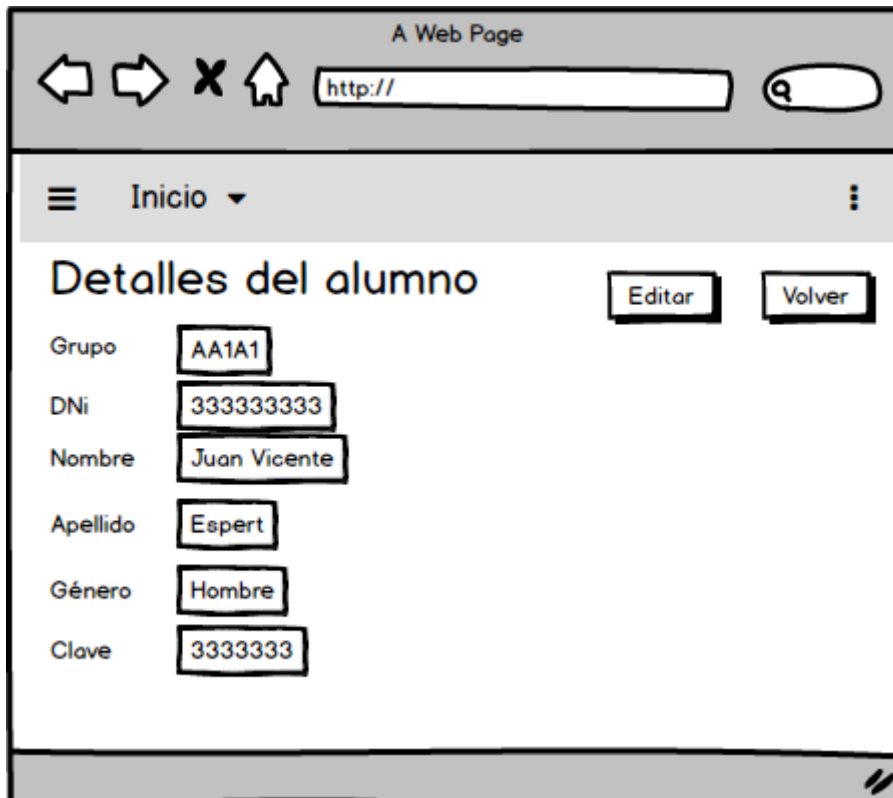 A Web Page
http://
Inicio
Detalles del alumno
Editar
Volver
Grupo AA1A1
DNi 333333333
Nombre Juan Vicente
Apellido Espert
Género Hombre
Clave 3333333